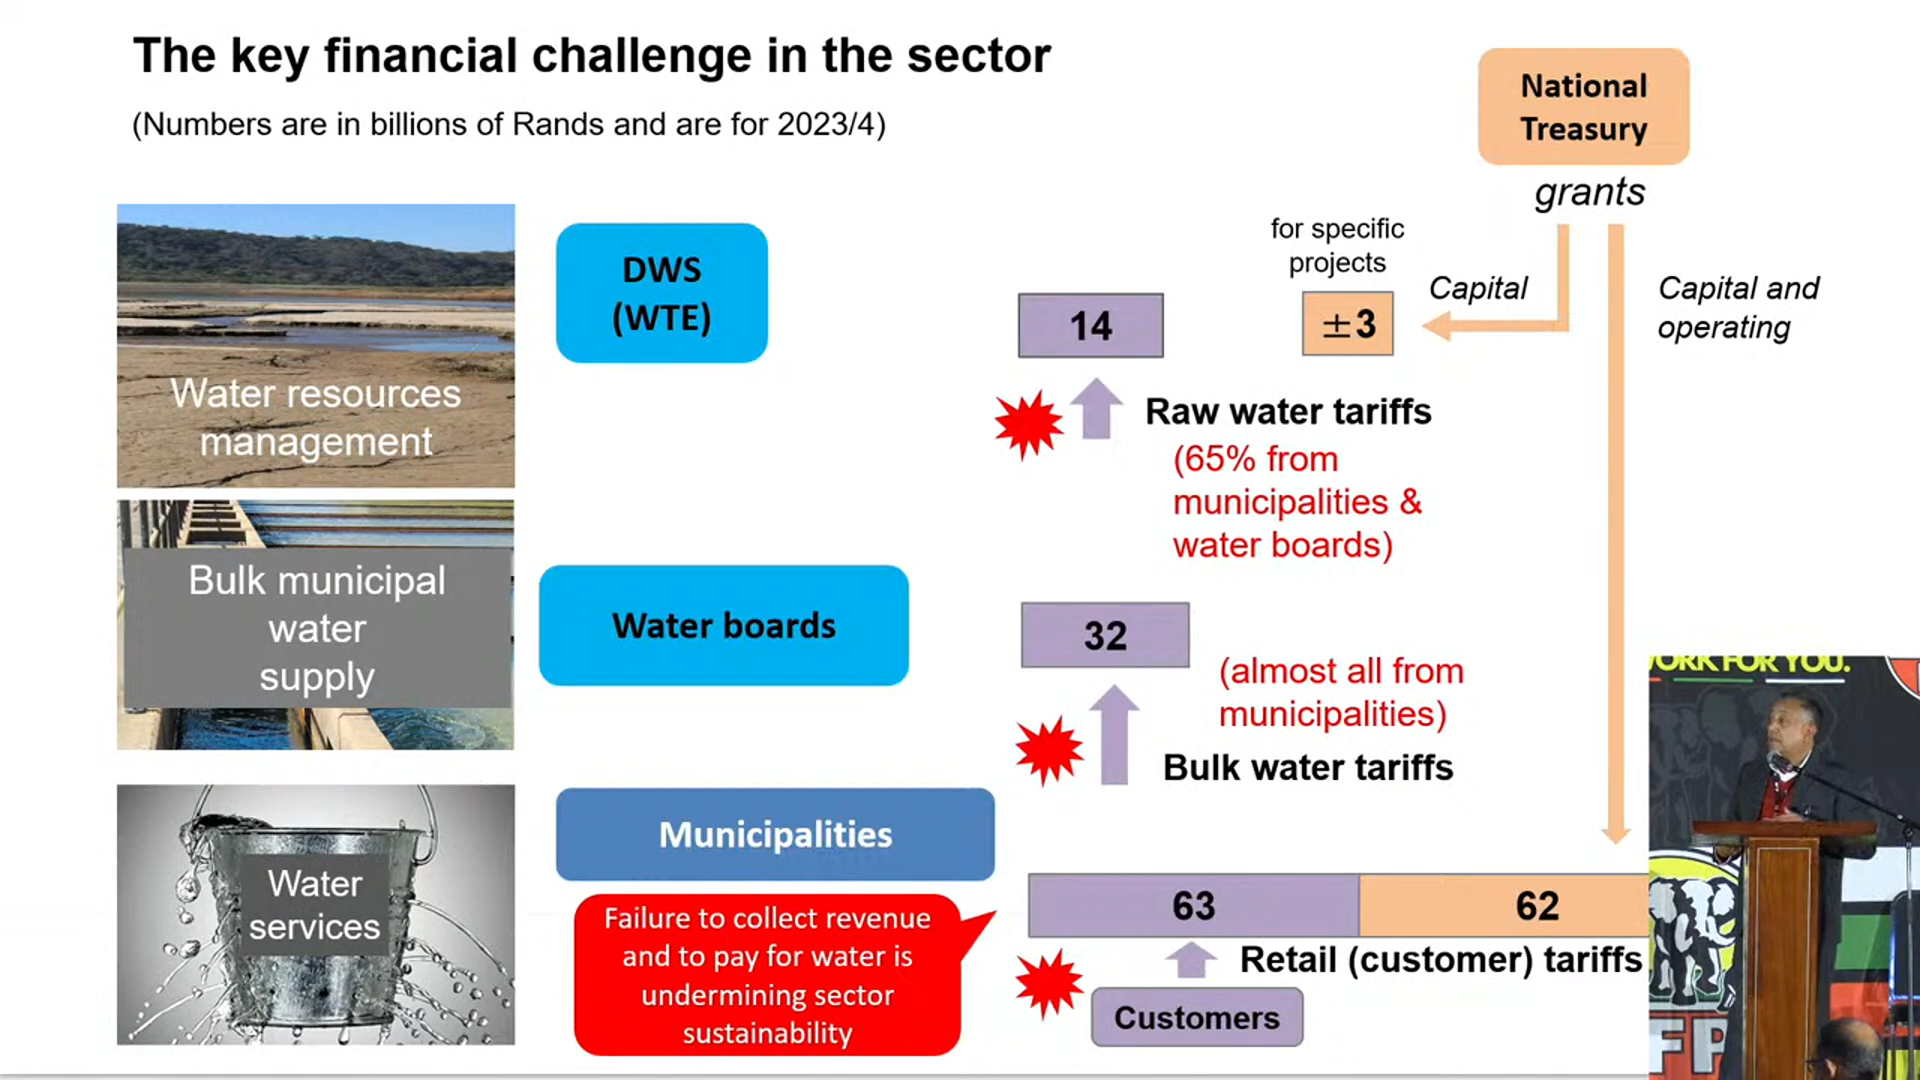 The key financial challenge in the sector
(Numbers are in billions of Rands and are for 2023/4)
National
Treasury
grants
for specific
projects
Capital
Capital and
operating
Water resources
management
DWS
(WTE)
14
±3
Raw water tariffs
(65% from
municipalities &
water boards)
Bulk municipal
water
supply
Water boards
32
(almost all from
municipalities)
Bulk water tariffs
Water
services
Municipalities
Failure to collect revenue
and to pay for water is
undermining sector
sustainability
63
62
Retail (customer) tariffs
Customers
ORK FOR YOU.
FP